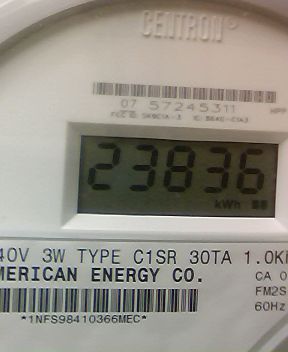 CENTRON®
07 57245311
23836
kWh
40V 3W TYPE C1SR 30TA 1.0K
MERICAN ENERGY CO.
CA 0
FM2S
60Hz
*1NFS98410366MEC*